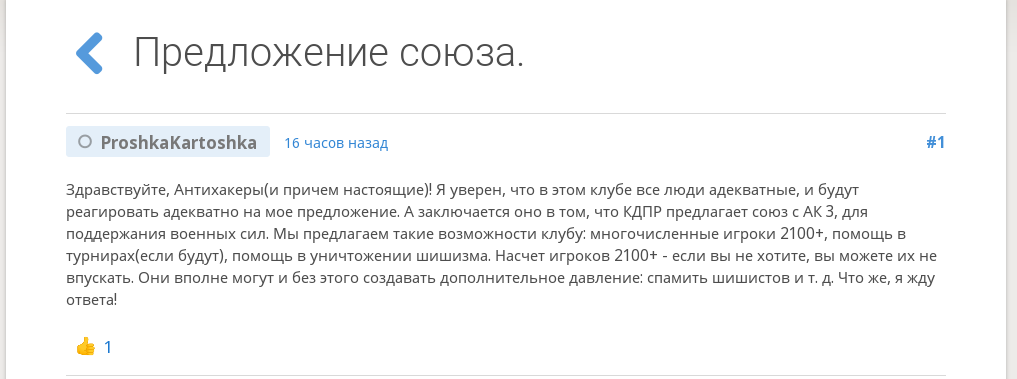 Предложение союза.
ProshkaKartoshka 16 часов назад #1
Здравствуйте, Антихакеры(и причем настоящие)! Я уверен, что в этом клубе все люди адекватные, и будут
реагировать адекватно на мое предложение. А заключается оно в том, что КДПР предлагает союз с АК 3, для
поддержания военных сил. Мы предлагаем такие возможности клубу: многочисленные игроки 2100+, помощь в
турнирах(если будут), помощь в уничтожении шишизма. Насчет игроков 2100+ - если вы не хотите, вы можете их не
впускать. Они вполне могут и без этого создавать дополнительное давление: спамить шишистов и т. д. Что же, я жду
ответа!
1